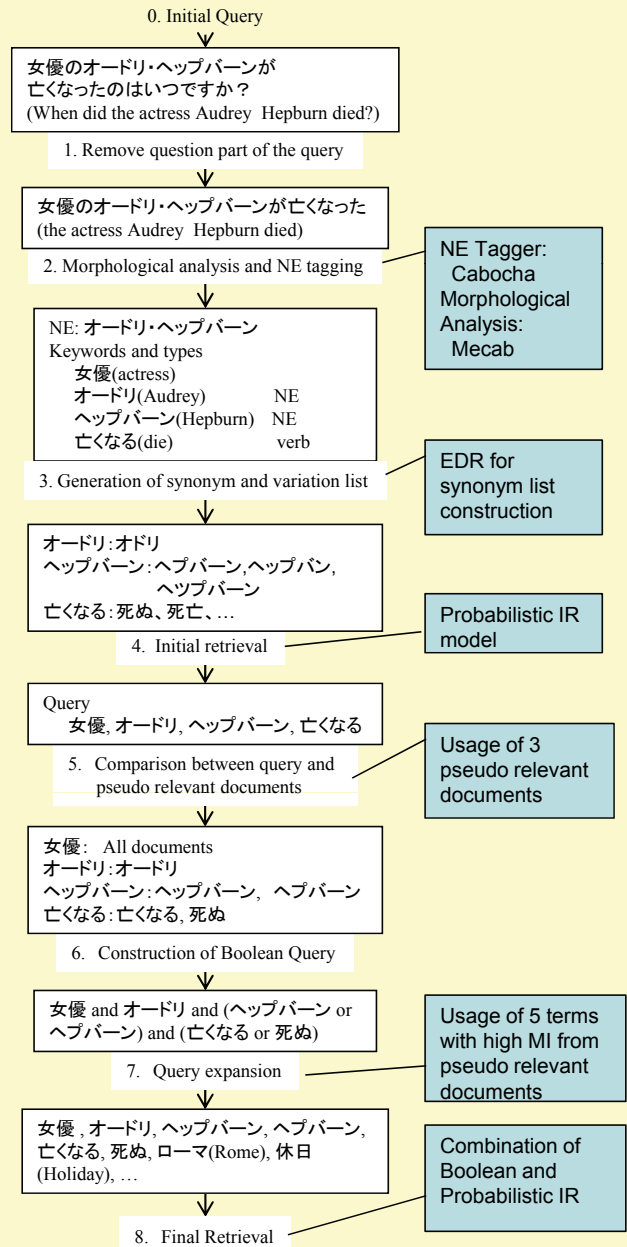 0. Initial Query
女優のオードリ・ヘップバーンが
亡くなったのはいつですか？
(When did the actress Audrey Hepburn died?)
1. Remove question part of the query
女優のオードリ・ヘップバーンが亡くなった
(the actress Audrey Hepburn died)
2. Morphological analysis and NE tagging
NE Tagger:
Cabocha
Morphological
Analysis:
Mecab
NE: オードリ・ヘップバーン
Keywords and types
女優(actress)
オードリ(Audrey) NE
ヘップバーン(Hepburn) NE
亡くなる(die) verb
3. Generation of synonym and variation list
EDR for
synonym list
construction
オードリ：オドリ
ヘップバーン：ヘプバーン,ヘップバン,
ヘツプバーン
亡くなる：死ぬ、死亡、…
4. Initial retrieval
Probabilistic IR
model
Query
女優, オードリ, ヘップバーン, 亡くなる
5. Comparison between query and
pseudo relevant documents
Usage of 3
pseudo relevant
documents
女優： All documents
オードリ：オードリ
ヘップバーン：ヘップバーン, ヘプバーン
亡くなる：亡くなる, 死ぬ
6. Construction of Boolean Query
女優 and オードリ and (ヘップバーン or
ヘプバーン) and (亡くなる or 死ぬ)
7. Query expansion
Usage of 5 terms
with high MI from
pseudo relevant
documents
女優 , オードリ, ヘップバーン, ヘプバーン,
亡くなる, 死ぬ, ローマ(Rome), 休日
(Holiday), …
Combination of
Boolean and
Probabilistic IR
8. Final Retrieval